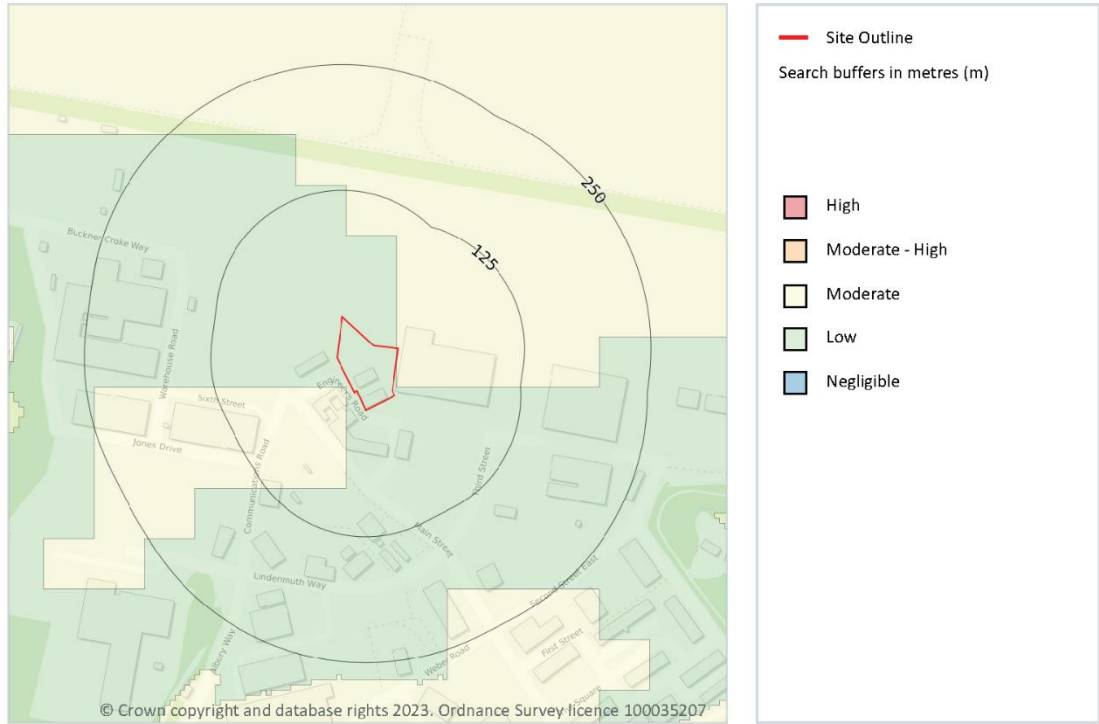 250
125
Buckner Croke Way
Warehouse Road
Engineers Road
Sixth Street
Jones Drive
Communications Road
Third Street
Main Street
Lindenmuth Way
Second Street East
First Street
Weber Road
Albury Way
Square
© Crown copyright and database rights 2023. Ordnance Survey licence 100035207
Site Outline
Search buffers in metres (m)
High
Moderate - High
Moderate
Low
Negligible